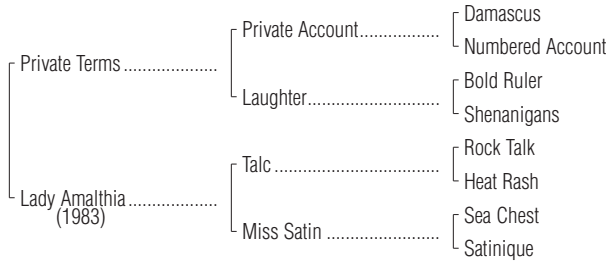 Damascus
Private Account..................
Numbered Account
Private Terms ....................
Bold Ruler
Laughter.............................
Shenanigans
Rock Talk
Talc ...................................
Heat Rash
Lady Amalthia...................
(1983)
Sea Chest
Miss Satin ........................
Satinique